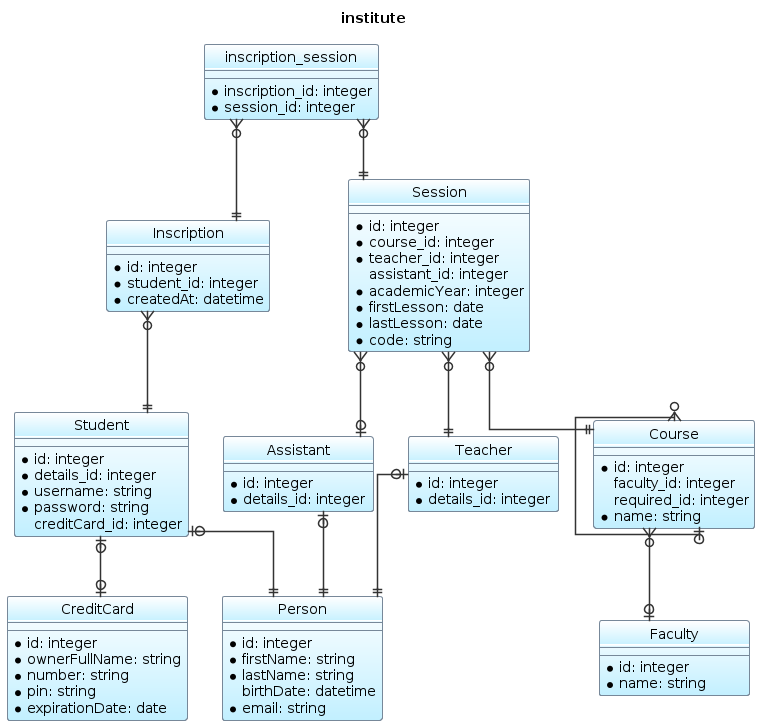 institute
inscription_session
inscription_id: integer
session_id: integer
Session
id: integer
course_id: integer
teacher_id: integer
assistant_id: integer
academicYear: integer
firstLesson: date
lastLesson: date
code: string
Inscription
id: integer
student_id: integer
createdAt: datetime
Student
id: integer
details_id: integer
username: string
password: string
creditCard_id: integer
Assistant
id: integer
details_id: integer
Teacher
id: integer
details_id: integer
Course
id: integer
faculty_id: integer
required_id: integer
name: string
CreditCard
id: integer
ownerFullName: string
number: string
pin: string
expirationDate: date
Person
id: integer
firstName: string
lastName: string
birthDate: datetime
email: string
Faculty
id: integer
name: string